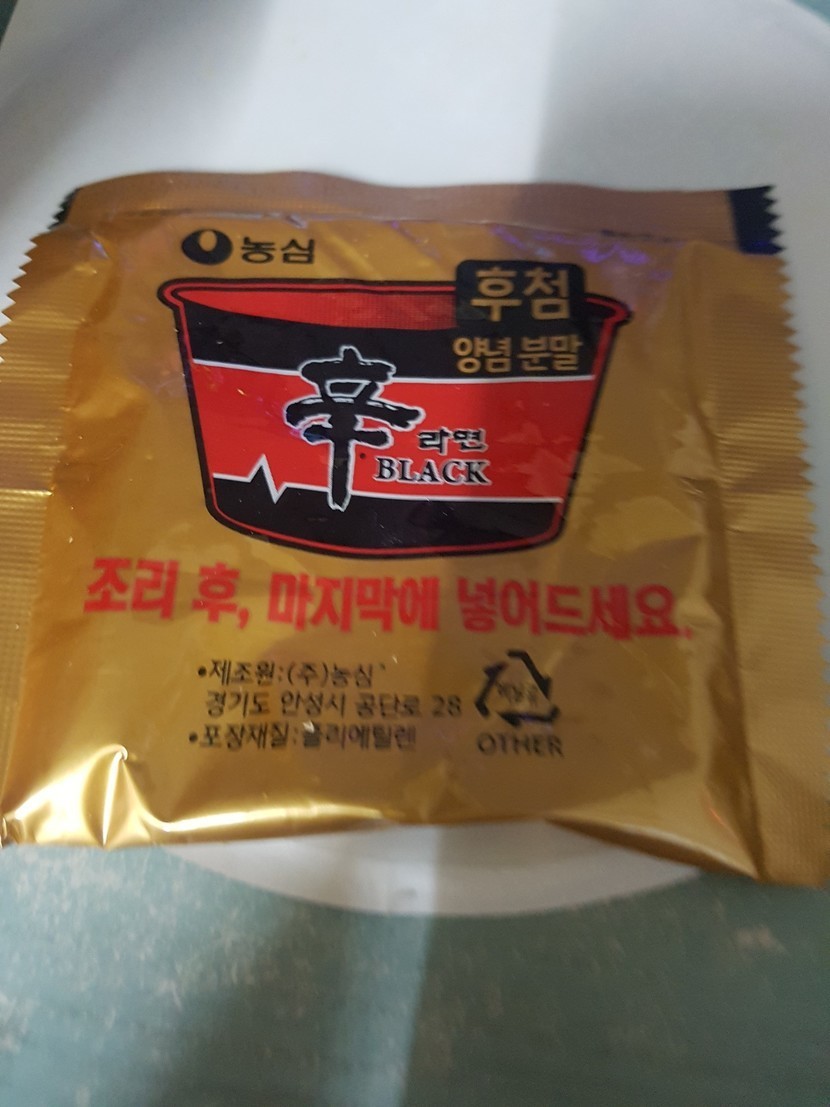 농심
후첨
양념 분말
辛 라면
BLACK
조리 후, 마지막에 넣어드세요.
•제조원:(주)농심
경기도 안성시 공단로 28
•포장재질:폴리에틸렌
OTHER